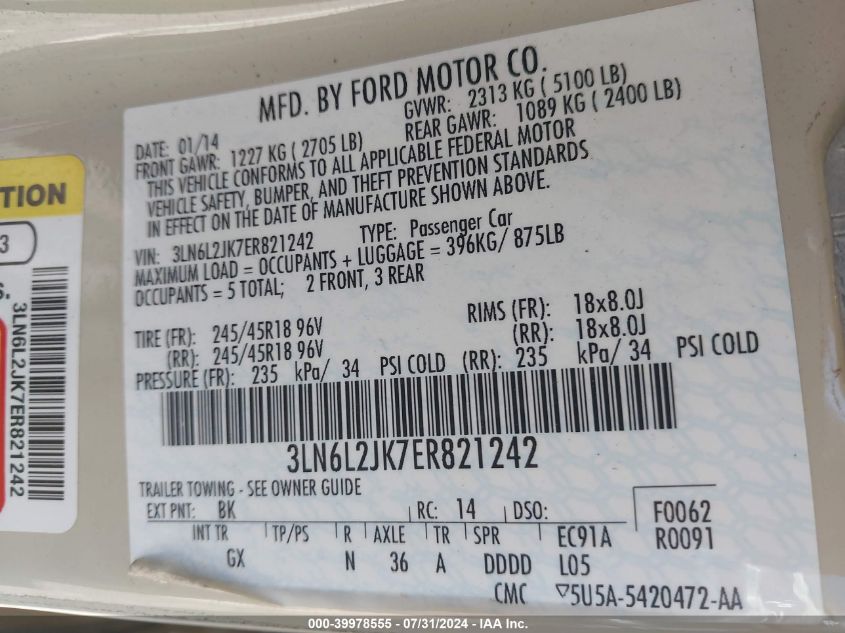 MFD. BY FORD MOTOR CO.
DATE: 01/14 GVWR: 2313 KG ( 5100 LB)
FRONT GAWR: 1227 KG ( 2705 LB) REAR GAWR: 1089 KG ( 2400 LB)
THIS VEHICLE CONFORMS TO ALL APPLICABLE FEDERAL MOTOR
VEHICLE SAFETY, BUMPER, AND THEFT PREVENTION STANDARDS
IN EFFECT ON THE DATE OF MANUFACTURE SHOWN ABOVE.
VIN: 3LN6L2JK7ER821242 TYPE: Passenger Car
MAXIMUM LOAD = OCCUPANTS + LUGGAGE = 396KG/ 875LB
OCCUPANTS = 5 TOTAL; 2 FRONT, 3 REAR
TIRE (FR): 245/45R18 96V RIMS (FR): 18x8.0J
(RR): 245/45R18 96V (RR): 18x8.0J
PRESSURE (FR): 235 kPa/ 34 PSI COLD (RR): 235 kPa/ 34 PSI COLD
3LN6L2JK7ER821242
TRAILER TOWING - SEE OWNER GUIDE
EXT PNT: BK RC: 14 DSO: F0062
INT TR TP/PS R AXLE TR SPR EC91A R0091
GX N 36 A DDDD L05
CMC ▽5U5A-5420472-AA
TION
3
S.
3LN6L2JK7ER821242
000-39978555 - 07/31/2024 - IAA Inc.